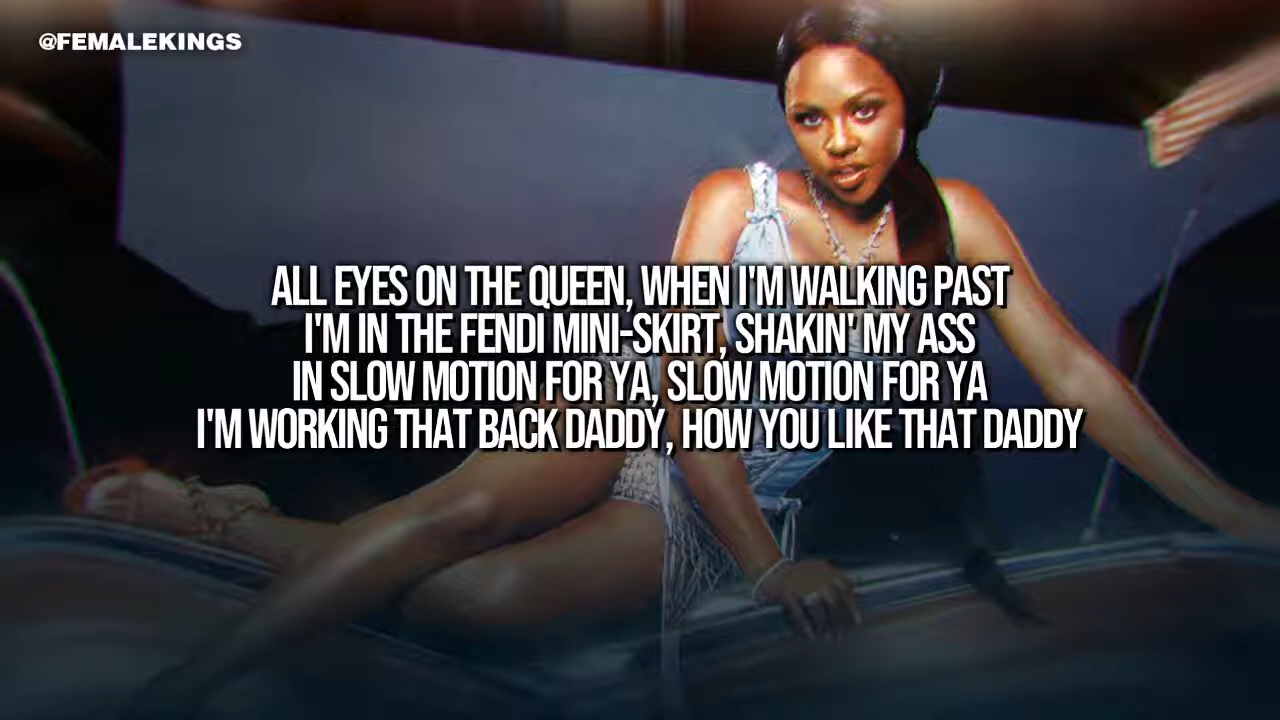 @FEMALEKINGS
ALL EYES ON THE QUEEN, WHEN I'M WALKING PAST
I'M IN THE FENDI MINI-SKIRT, SHAKIN' MY ASS
IN SLOW MOTION FOR YA, SLOW MOTION FOR YA
I'M WORKING THAT BACK DADDY, HOW YOU LIKE THAT DADDY